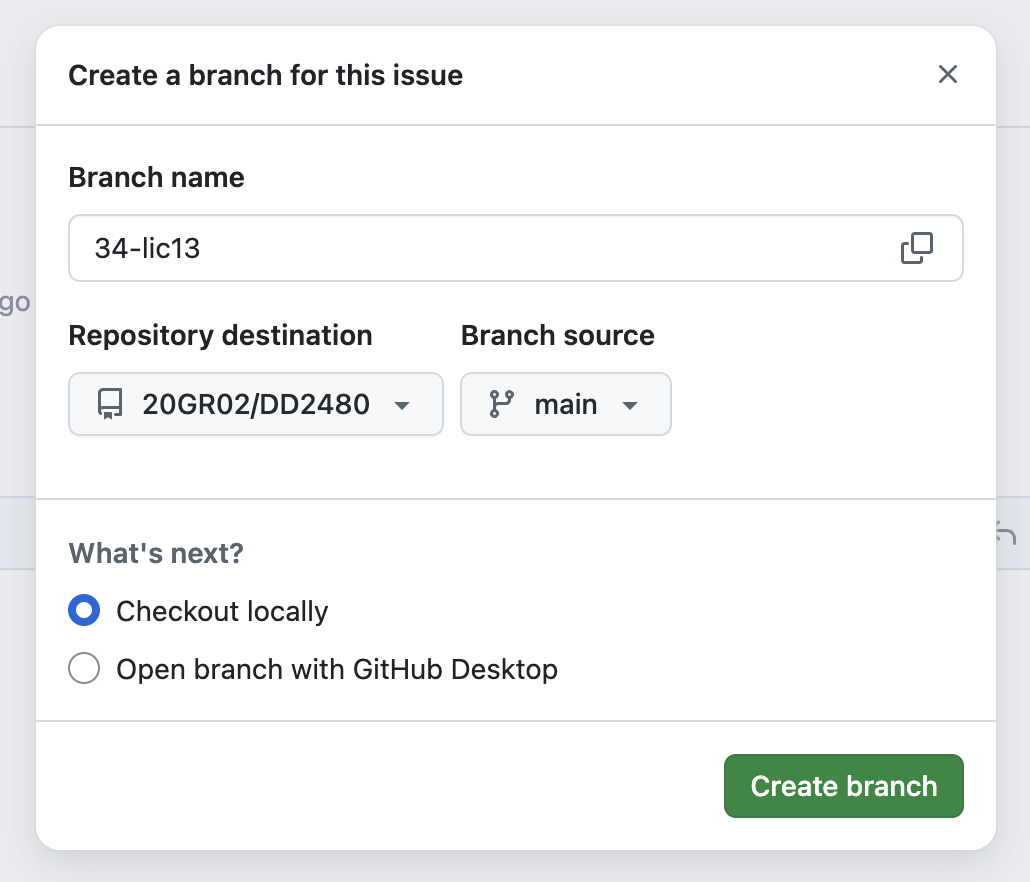 Create a branch for this issue
Branch name
34-lic13
go
Repository destination
Branch source
20GR02/DD2480
main
What's next?
Checkout locally
Open branch with GitHub Desktop
Create branch